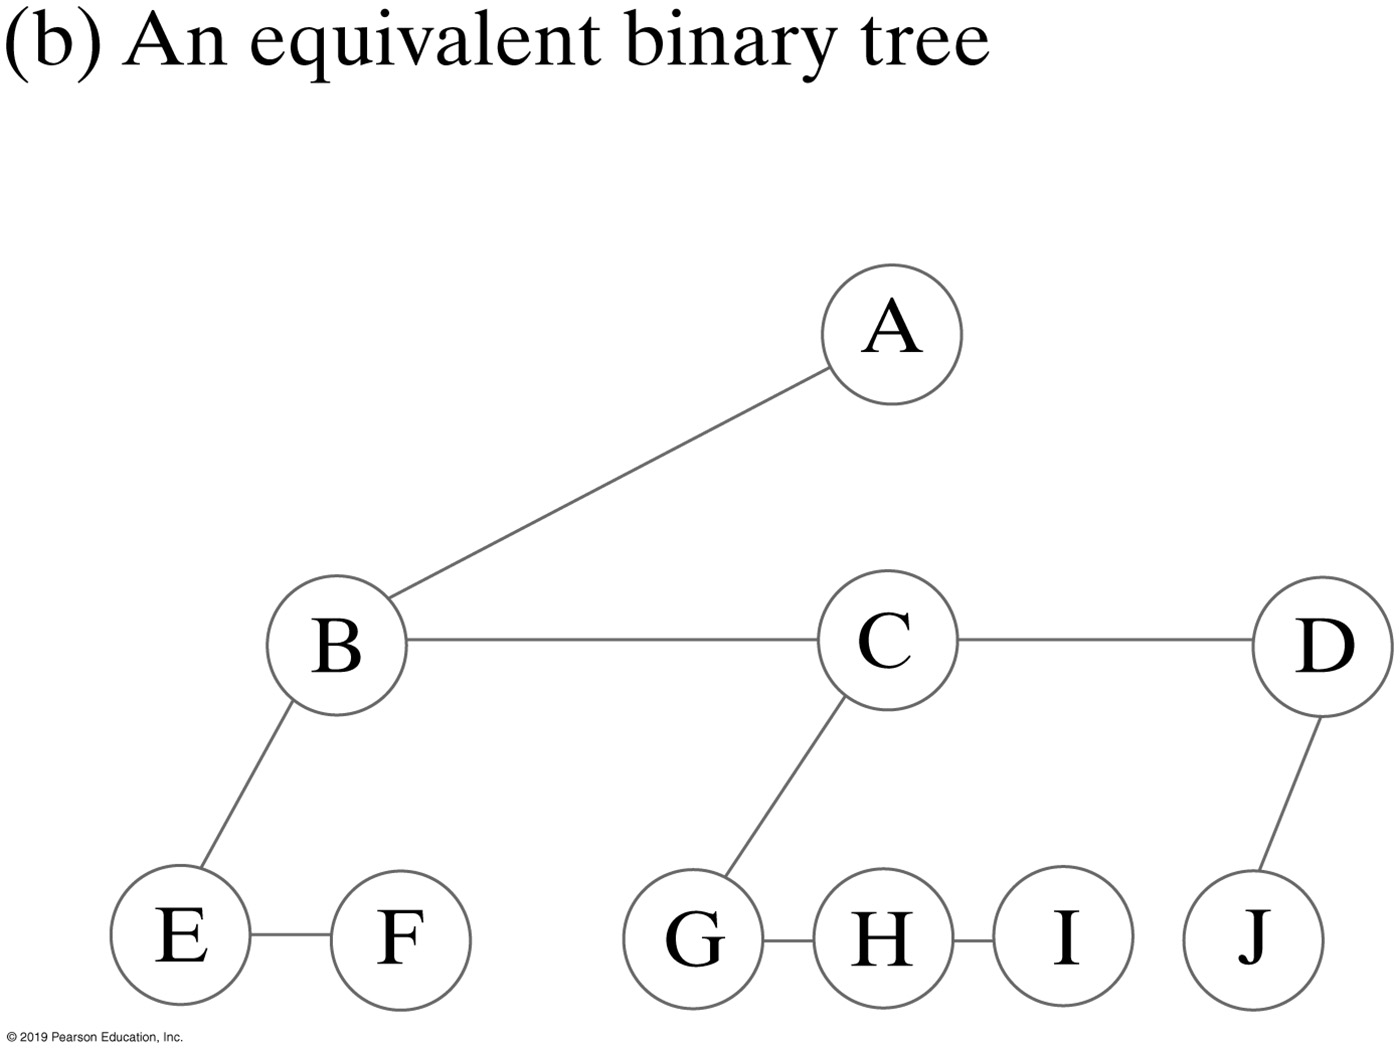 (b) An equivalent binary tree
A
B C D
E F G H I J
© 2019 Pearson Education, Inc.